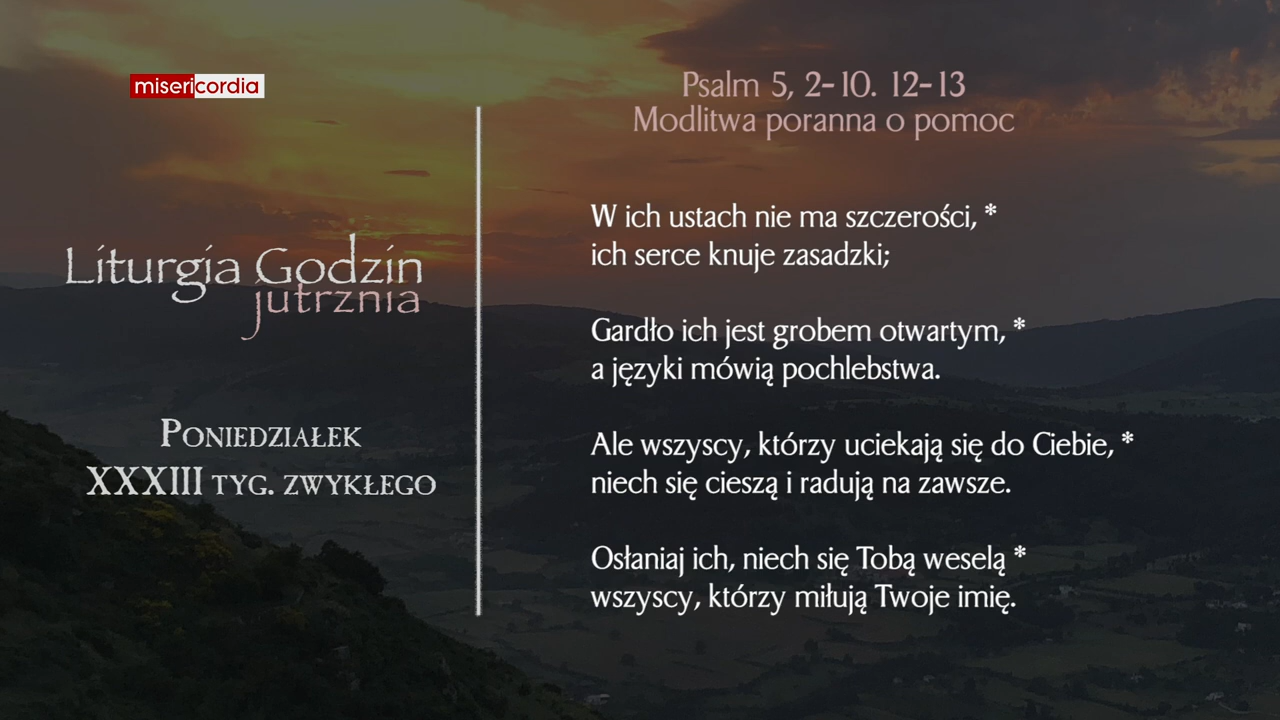 misericordia
Liturgia Godzin
jutrznia
Poniedziałek
XXXIII tyg. zwykłego
Psalm 5, 2-10. 12-13
Modlitwa poranna o pomoc
W ich ustach nie ma szczerości, *
ich serce knuje zasadzki;
Gardło ich jest grobem otwartym, *
a języki mówią pochlebstwa.
Ale wszyscy, którzy uciekają się do Ciebie, *
niech się cieszą i radują na zawsze.
Osłaniaj ich, niech się Tobą weselą *
wszyscy, którzy miłują Twoje imię.